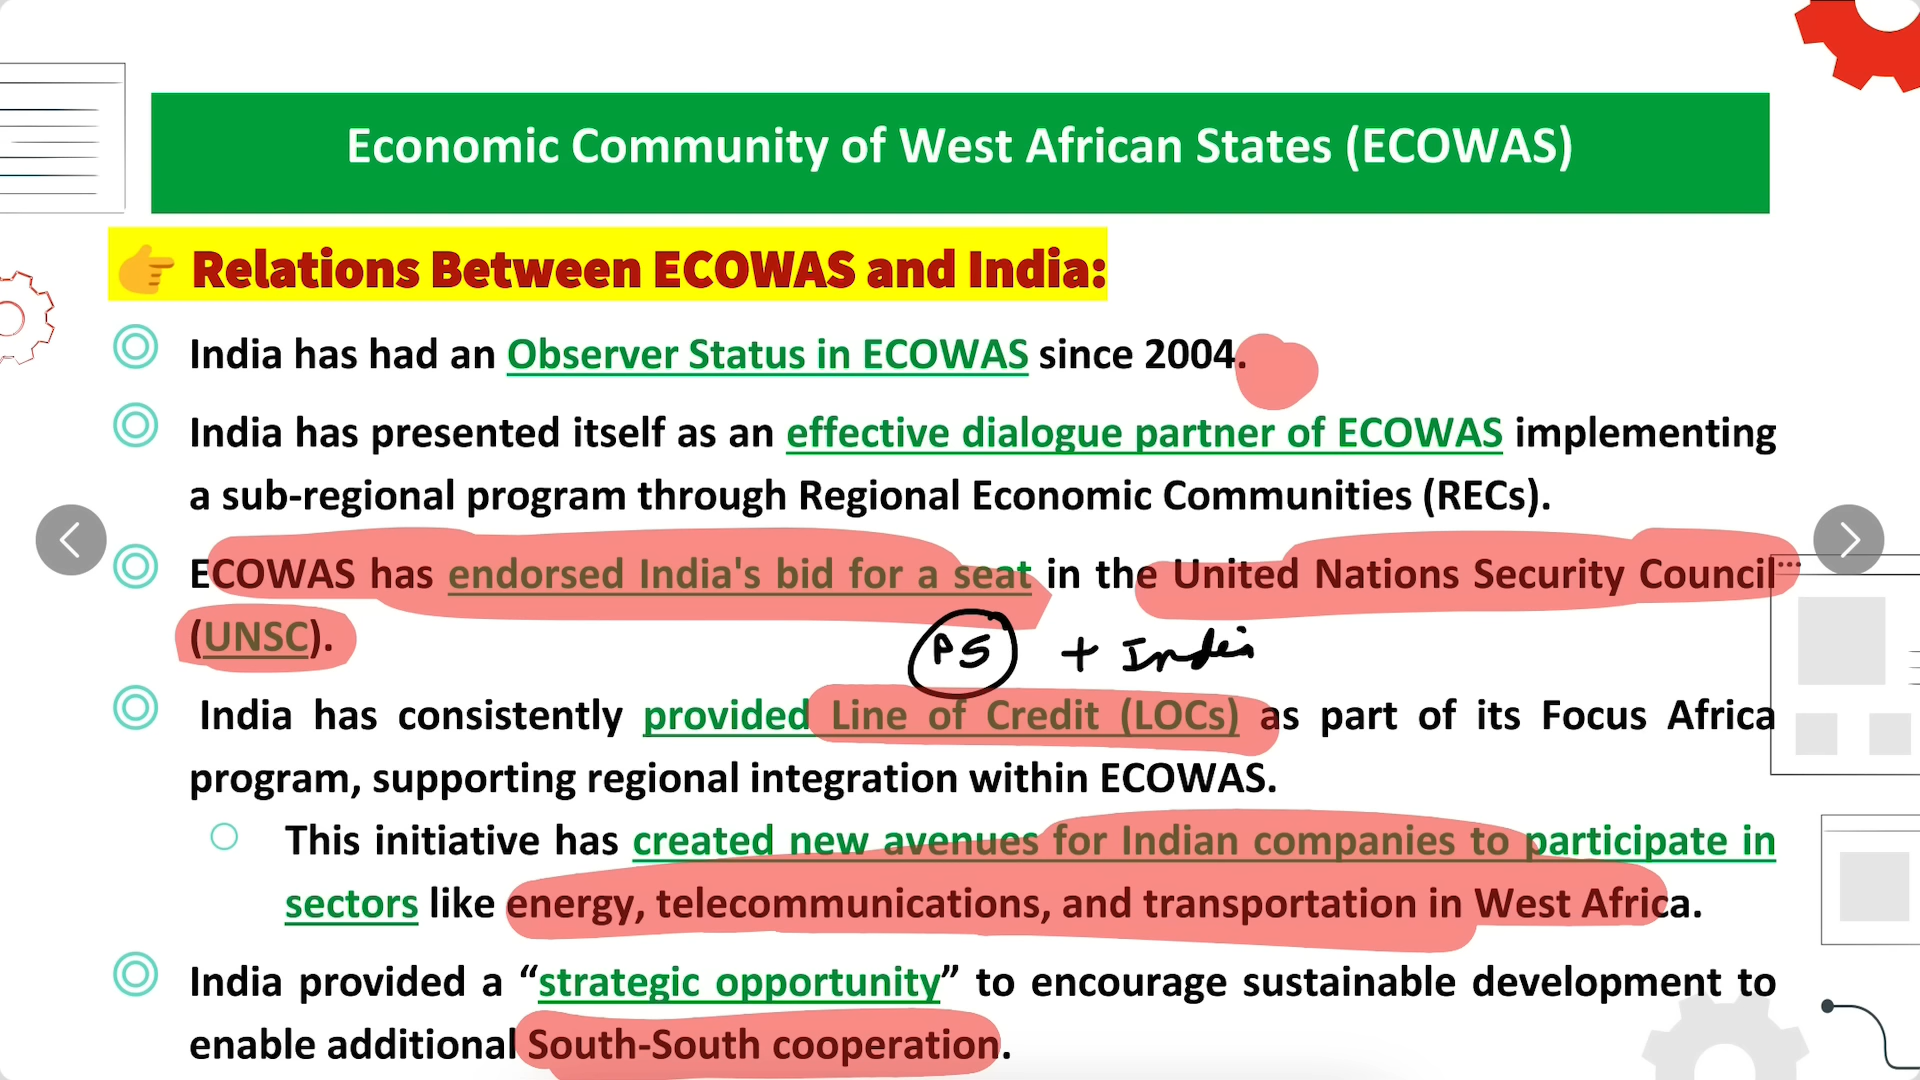 Economic Community of West African States (ECOWAS)
Relations Between ECOWAS and India:
India has had an Observer Status in ECOWAS since 2004.
India has presented itself as an effective dialogue partner of ECOWAS implementing
a sub-regional program through Regional Economic Communities (RECs).
ECOWAS has endorsed India's bid for a seat in the United Nations Security Council
(UNSC).
P5 + India
India has consistently provided Line of Credit (LOCs) as part of its Focus Africa
program, supporting regional integration within ECOWAS.
This initiative has created new avenues for Indian companies to participate in
sectors like energy, telecommunications, and transportation in West Africa.
India provided a “strategic opportunity” to encourage sustainable development to
enable additional South-South cooperation.